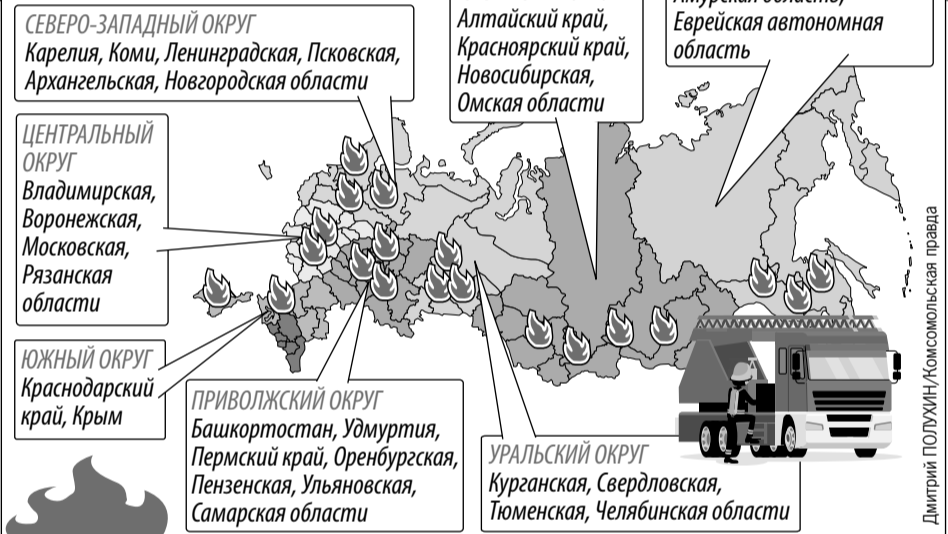 СЕВЕРО-ЗАПАДНЫЙ ОКРУГ
Карелия, Коми, Ленинградская, Псковская,
Архангельская, Новгородская области
Алтайский край,
Красноярский край,
Новосибирская,
Омская области
Амурская область,
Еврейская автономная
область
ЦЕНТРАЛЬНЫЙ
ОКРУГ
Владимирская,
Воронежская,
Московская,
Рязанская
области
ЮЖНЫЙ ОКРУГ
Краснодарский
край, Крым
ПРИВОЛЖСКИЙ ОКРУГ
Башкортостан, Удмуртия,
Пермский край, Оренбургская,
Пензенская, Ульяновская,
Самарская области
УРАЛЬСКИЙ ОКРУГ
Курганская, Свердловская,
Тюменская, Челябинская области
Дмитрий ПОЛУХИН/Комсомольская правда